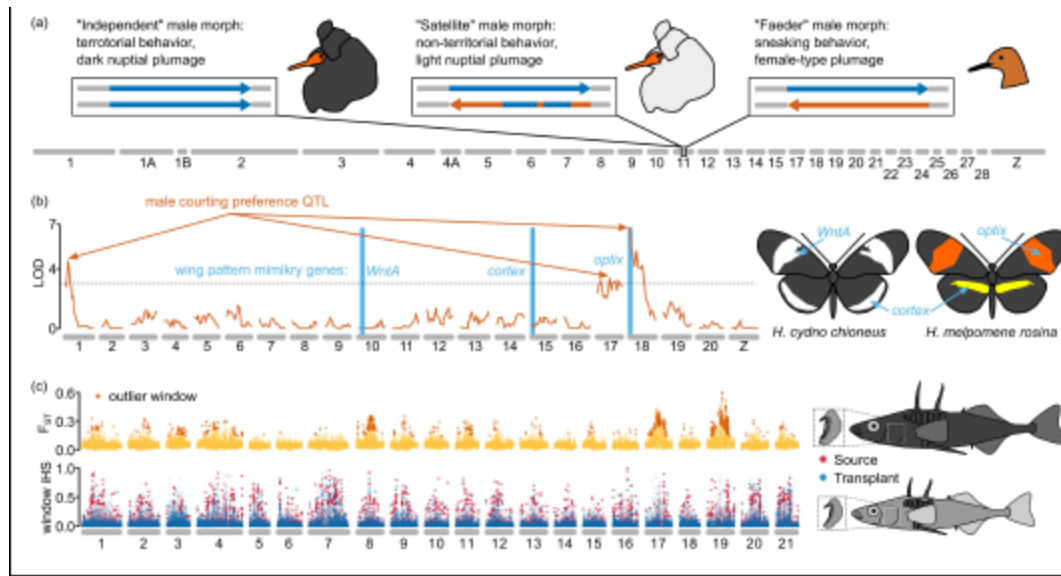 (a)
"Independent" male morph:
terrotorial behavior,
dark nuptial plumage
"Satellite" male morph:
non-territorial behavior,
light nuptial plumage
"Faeder" male morph:
sneaking behavior,
female-type plumage
1 1A 1B 2 3 4 4A 5 6 7 8 9 10 11 12 13 14 15 17 18 19 20 21 22 23 24 25 26 27 28 Z
(b)
male courting preference QTL
7
4
0
LOD
wing pattern mimikry genes:
WntA
cortex
optix
1 2 3 4 5 6 7 8 9 10 11 12 13 14 15 16 17 18 19 20 Z
WntA
optix
cortex
H. cydno chioneus
H. melpomene rosina
(c)
outlier window
0.6
0.3
0.0
FST
1.0
0.5
0.0
window iHS
Source
Transplant
1 2 3 4 5 6 7 8 9 10 11 12 13 14 15 16 17 18 19 20 21